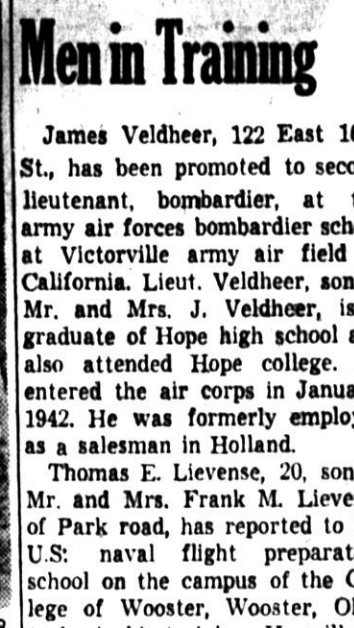 Men in Training
James Veldheer, 122 East 16
St., has been promoted to seco
lieutenant, bombardier, at
army air forces bombardier sch
at Victorville army air field
California. Lieut. Veldheer, son
Mr. and Mrs. J. Veldheer, is
graduate of Hope high school a
also attended Hope college.
entered the air corps in Janua
1942. He was formerly employ
as a salesman in Holland.
Thomas E. Lievense, 20, son
Mr. and Mrs. Frank M. Lieve
of Park road, has reported to
U.S: naval flight preparat
school on the campus of the C
lege of Wooster, Wooster, O